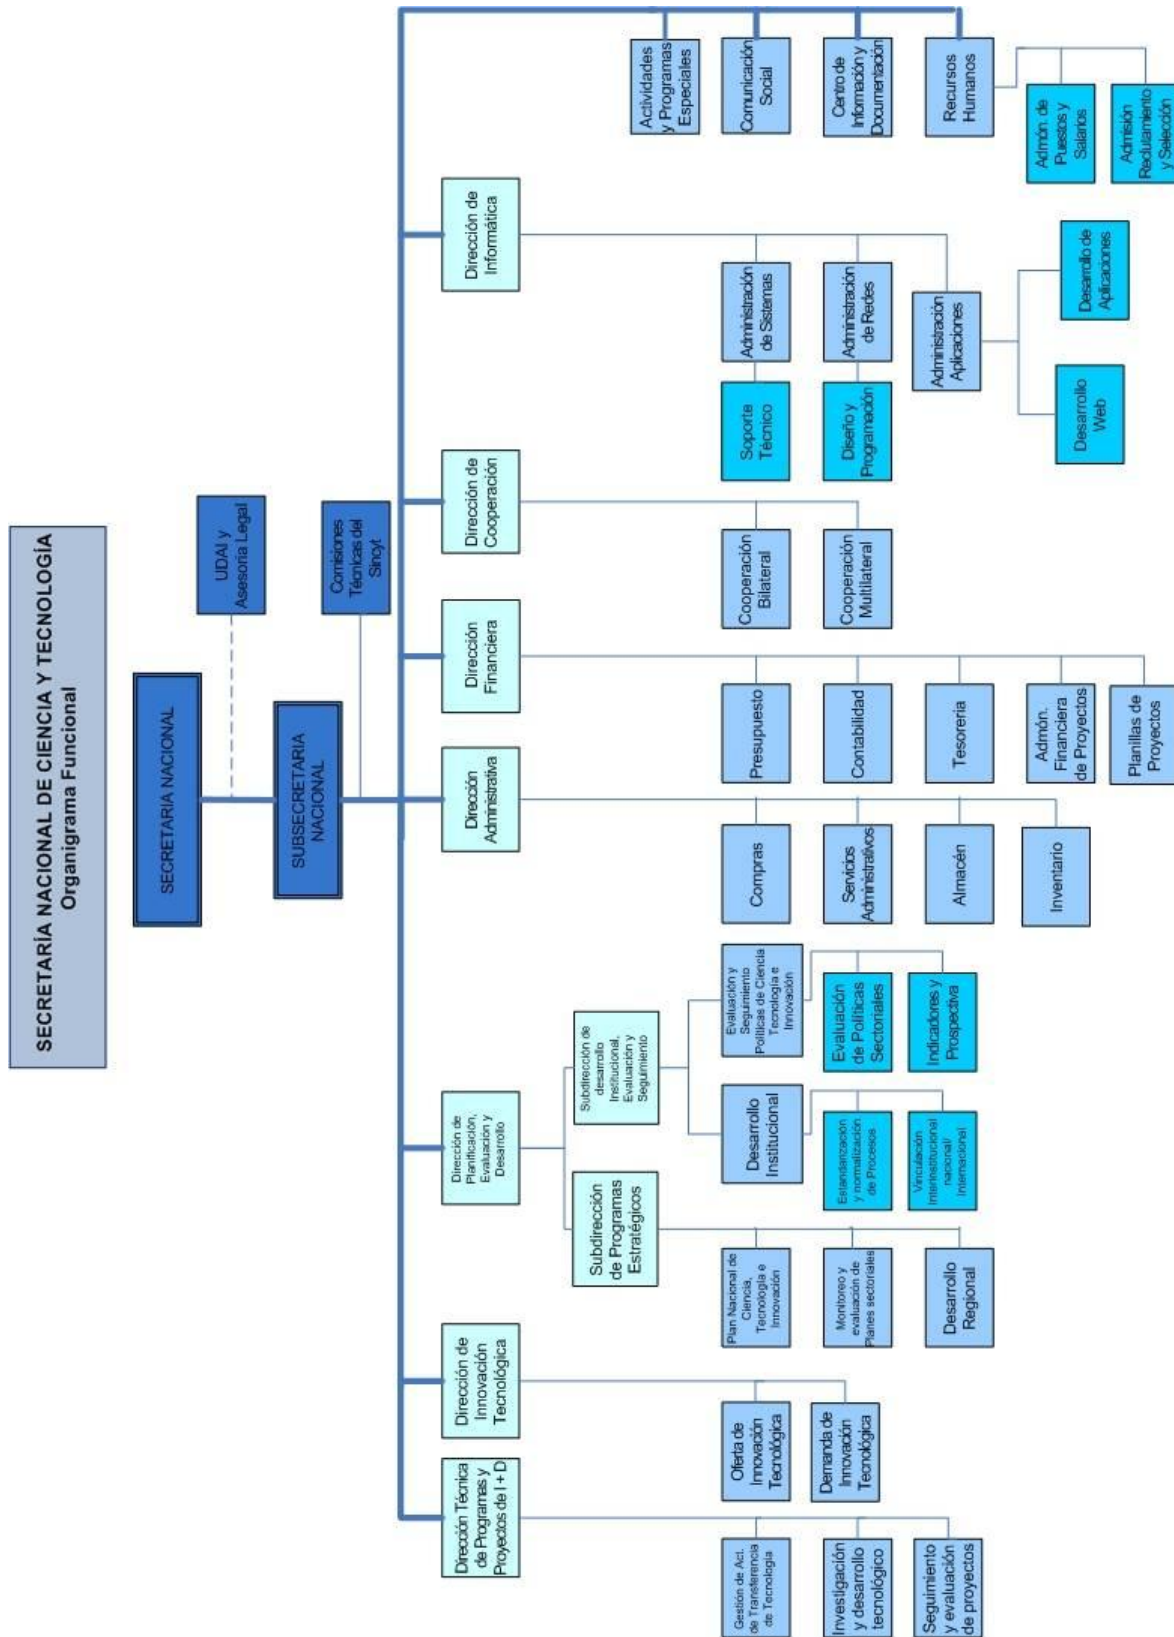 SECRETARÍA NACIONAL DE CIENCIA Y TECNOLOGÍA
Organigrama Funcional
SECRETARIA NACIONAL
UDAI y
Asesoría Legal
SUBSECRETARIA
NACIONAL
Comisiones
Técnicas del
Sincyt
Dirección Técnica
de Programas y
Proyectos de I + D
Dirección de
Innovación
Tecnológica
Dirección de
Planificación,
Evaluación y
Desarrollo
Dirección
Administrativa
Dirección
Financiera
Dirección de
Cooperación
Dirección de
Informática
Gestión de Act.
de Transferencia
de Tecnología
Investigación
y desarrollo
tecnológico
Seguimiento
y evaluación
de proyectos
Oferta de
Innovación
Tecnológica
Demanda de
Innovación
Tecnológica
Subdirección
de Programas
Estratégicos
Subdirección de
desarrollo
Institucional,
Evaluación y
Seguimiento
Plan Nacional de
Ciencia,
Tecnología e
Innovación
Monitoreo y
evaluación de
Planes sectoriales
Desarrollo
Regional
Desarrollo
Institucional
Estandarización
y normalización
de Procesos
Vinculación
Interinstitucional
nacional/
Internacional
Evaluación y
Seguimiento
Políticas de Ciencia
Tecnología e
Innovación
Evaluación
de Políticas
Sectoriales
Indicadores y
Prospectiva
Compras
Servicios
Administrativos
Almacén
Inventario
Presupuesto
Contabilidad
Tesoreria
Admón.
Financiera
de Proyectos
Planillas de
Proyectos
Cooperación
Bilateral
Cooperación
Multilateral
Soporte
Técnico
Administración
de Sistemas
Diseño y
Programación
Administración
de Redes
Administración
Aplicaciones
Desarrollo
Web
Desarrollo de
Aplicaciones
Actividades
y Programas
Especiales
Comunicación
Social
Centro de
Información y
Documentación
Recursos
Humanos
Admón. de
Puestos y
Salarios
Admisión
Reclutamiento
y Selección